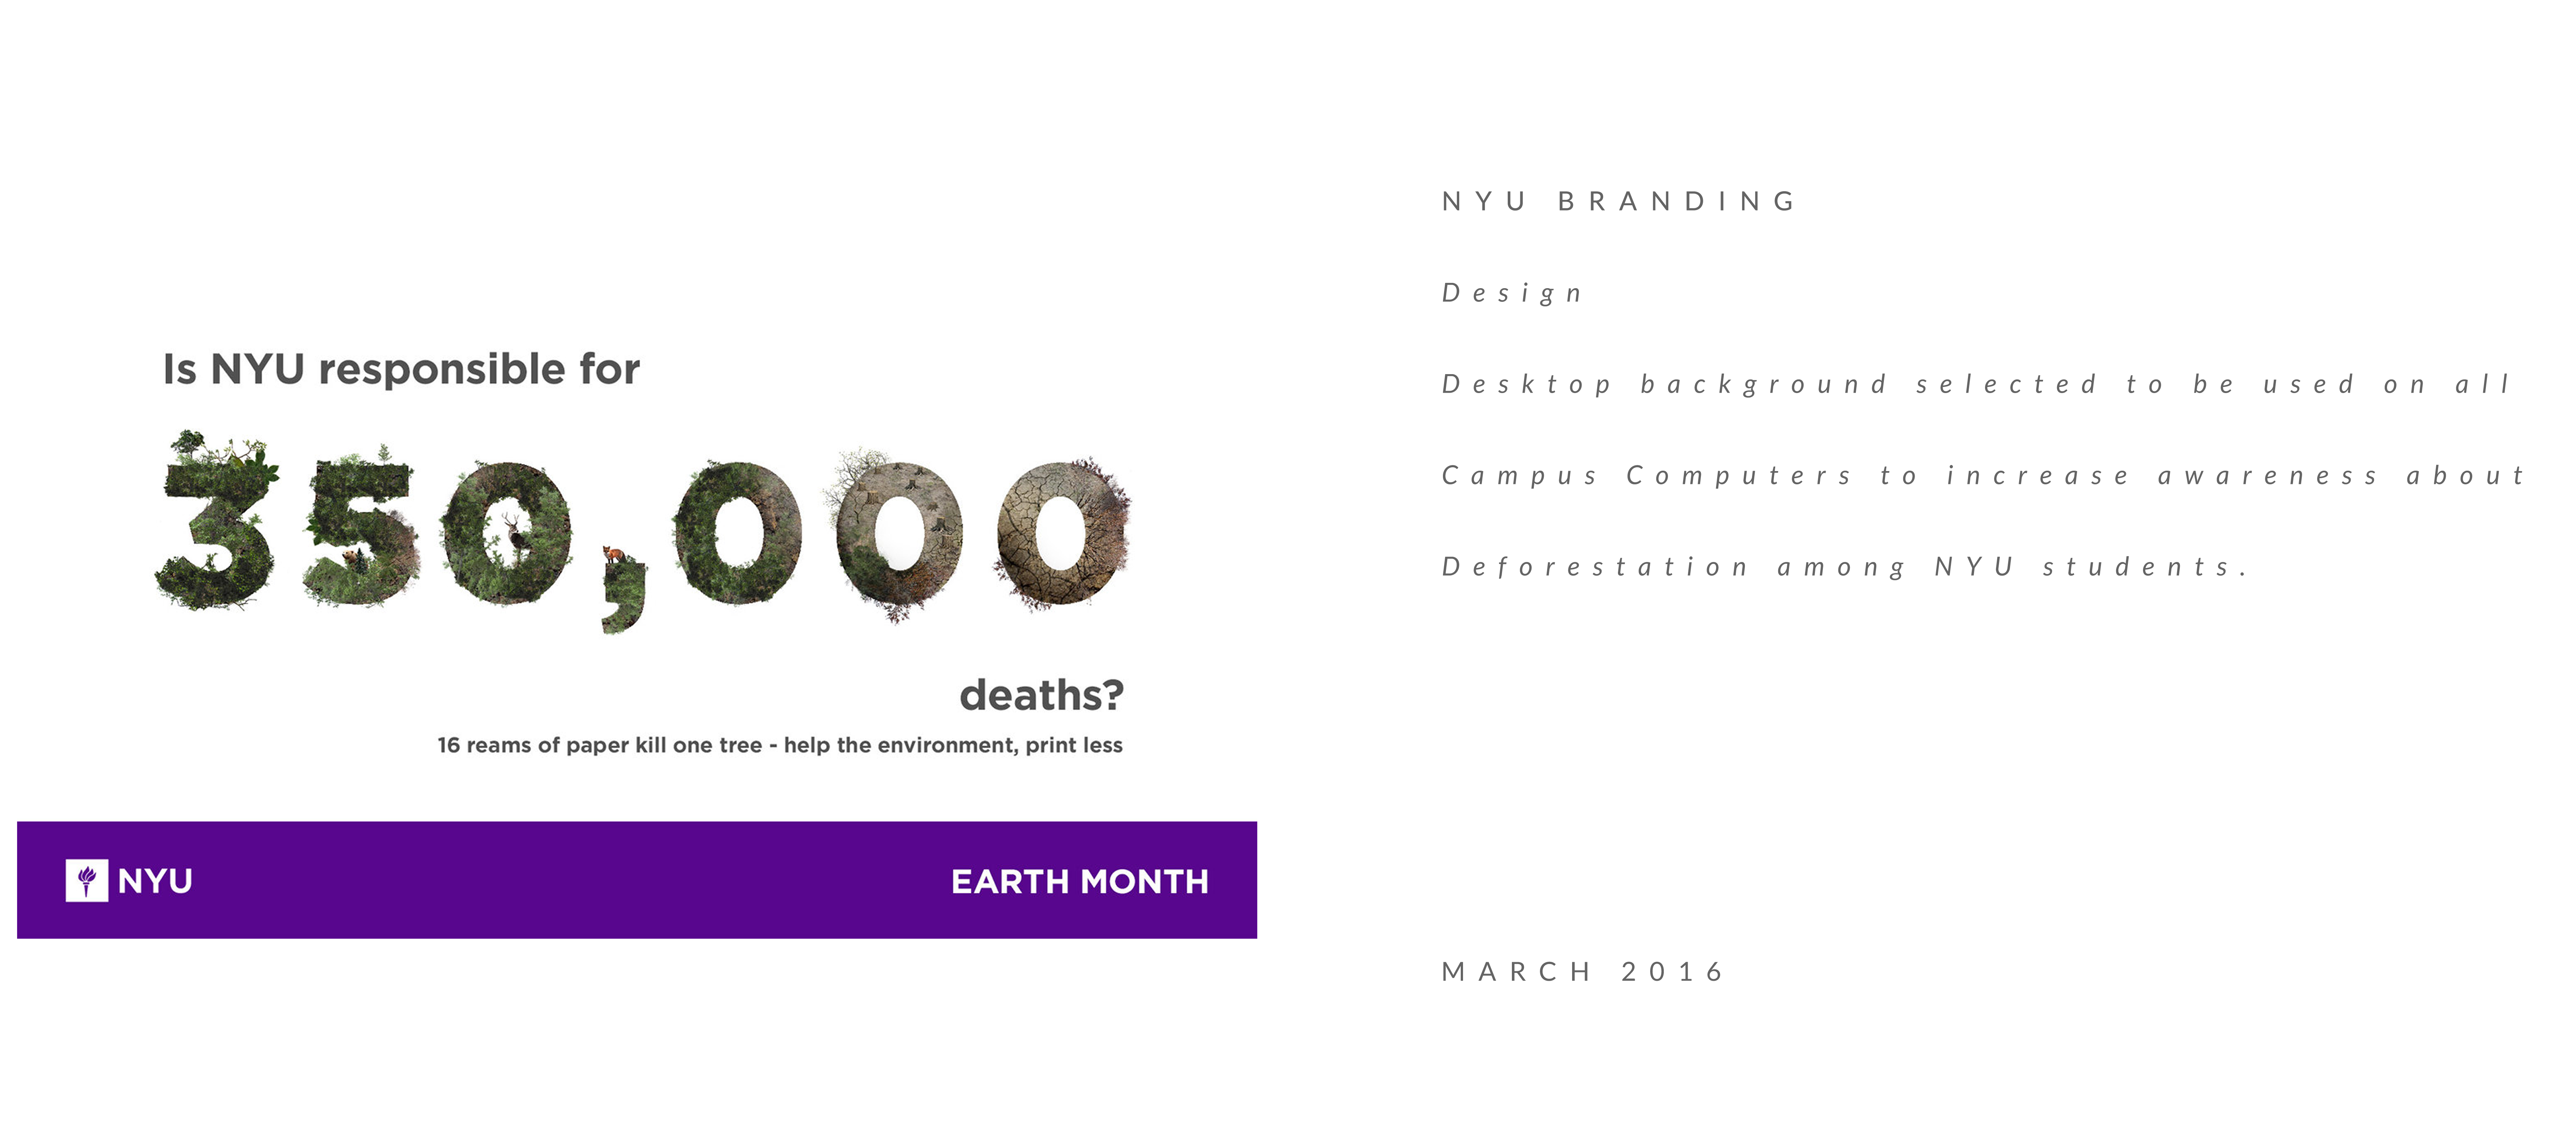 Is NYU responsible for
350,000
deaths?
16 reams of paper kill one tree - help the environment, print less
NYU
EARTH MONTH
NYU BRANDING
Design
Desktop background selected to be used on all
Campus Computers to increase awareness about
Deforestation among NYU students.
MARCH 2016